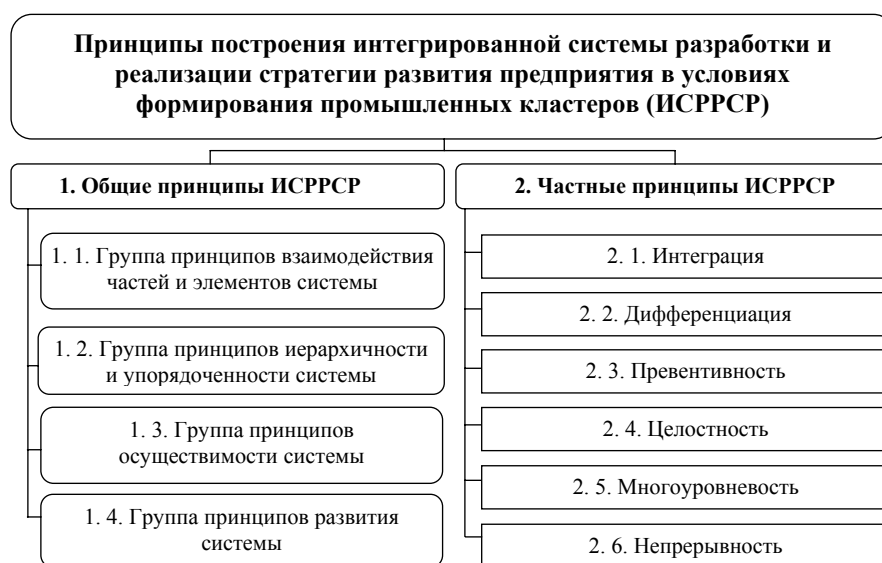 Принципы построения интегрированной системы разработки и
реализации стратегии развития предприятия в условиях
формирования промышленных кластеров (ИСРРСР)
1. Общие принципы ИСРРСР
1. 1. Группа принципов взаимодействия
частей и элементов системы
1. 2. Группа принципов иерархичности
и упорядоченности системы
1. 3. Группа принципов
осуществимости системы
1. 4. Группа принципов развития
системы
2. Частные принципы ИСРРСР
2. 1. Интеграция
2. 2. Дифференциация
2. 3. Превентивность
2. 4. Целостность
2. 5. Многоуровневость
2. 6. Непрерывность